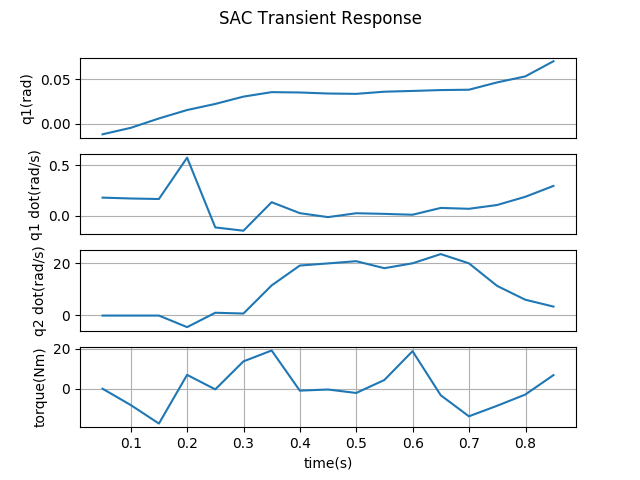 SAC Transient Response
q1(rad)
0.05
0.00
q1 dot(rad/s)
0.5
0.0
q2 dot(rad/s)
20
0
torque(Nm)
20
0
0.1 0.2 0.3 0.4 0.5 0.6 0.7 0.8
time(s)